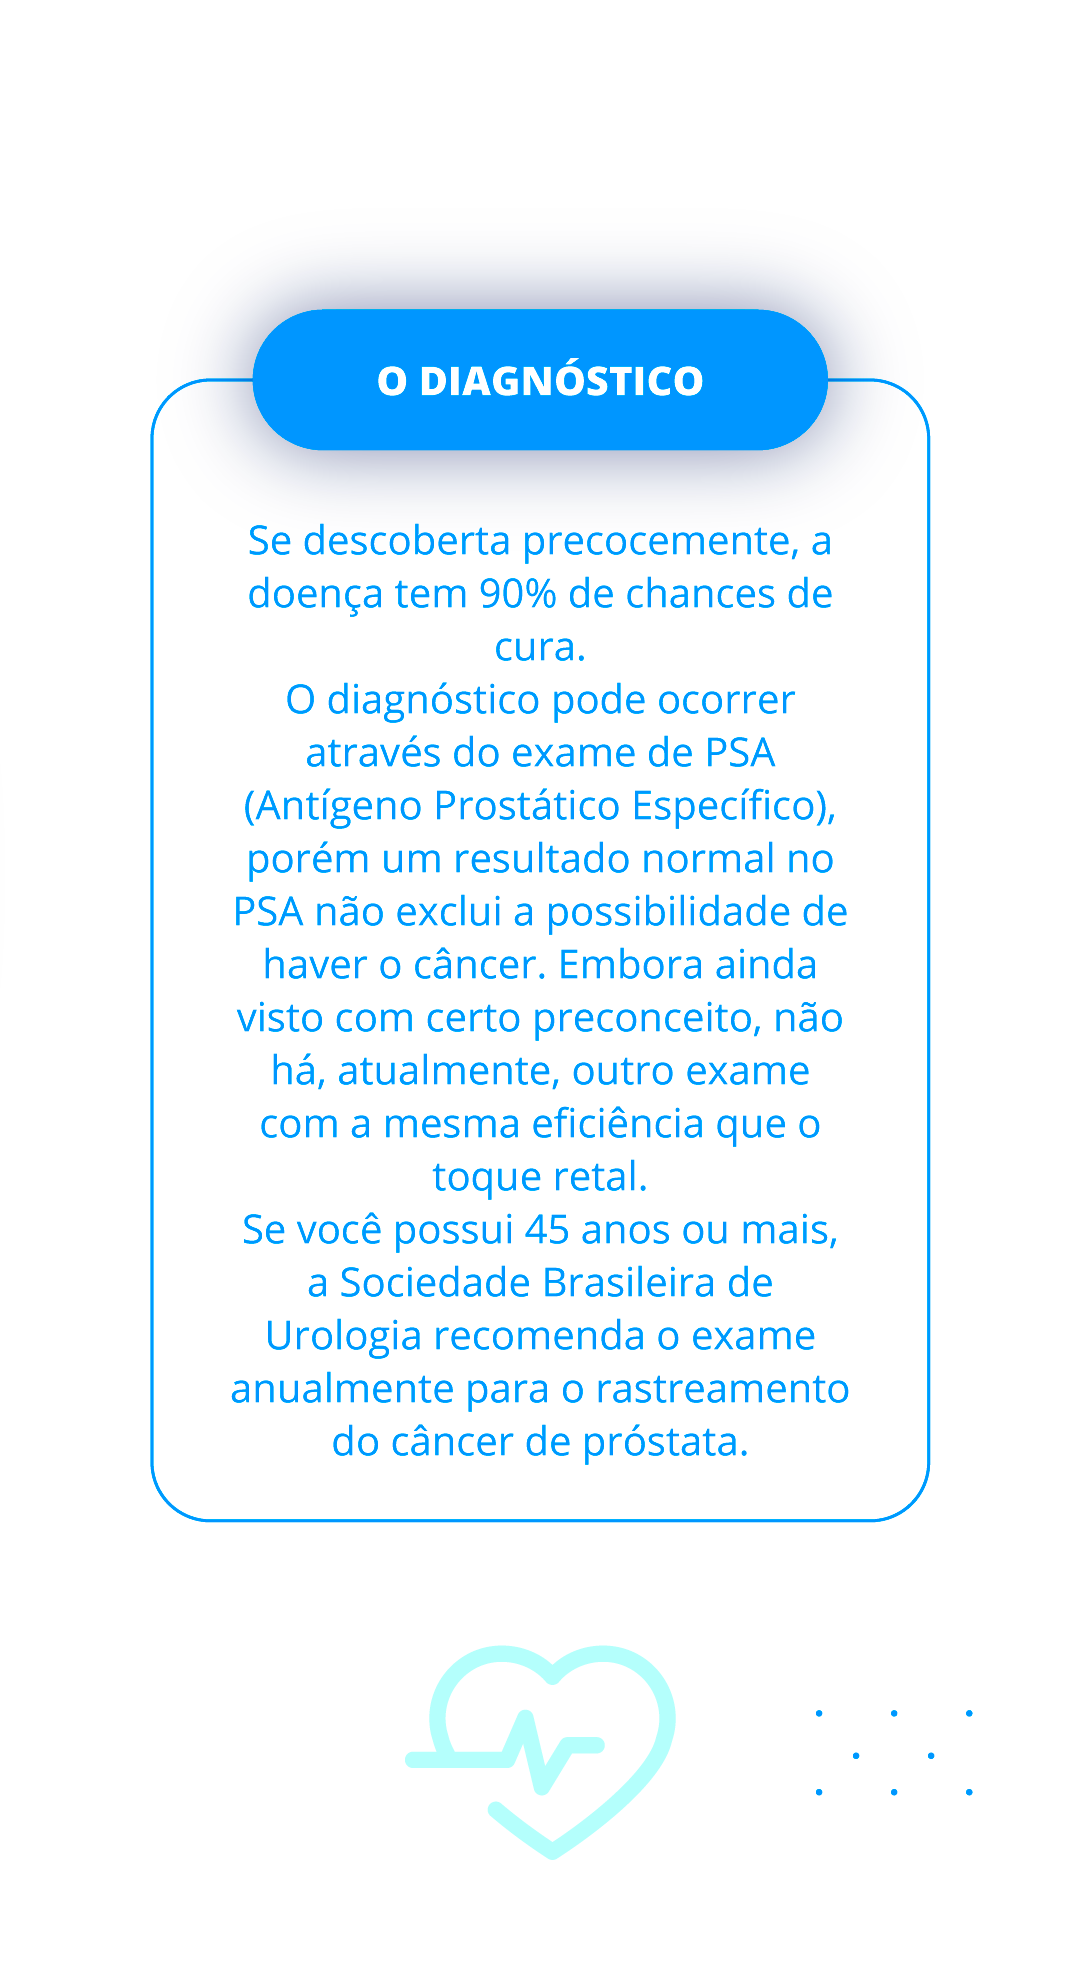 O DIAGNÓSTICO
Se descoberta precocemente, a
doença tem 90% de chances de
cura.
O diagnóstico pode ocorrer
através do exame de PSA
(Antígeno Prostático Específico),
porém um resultado normal no
PSA não exclui a possibilidade de
haver o câncer. Embora ainda
visto com certo preconceito, não
há, atualmente, outro exame
com a mesma eficiência que o
toque retal.
Se você possui 45 anos ou mais,
a Sociedade Brasileira de
Urologia recomenda o exame
anualmente para o rastreamento
do câncer de próstata.